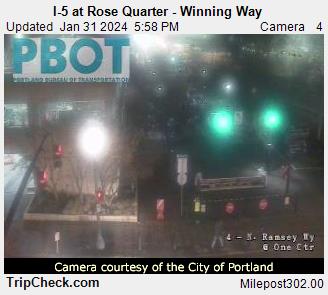 I-5 at Rose Quarter - Winning Way
Updated Jan 31 2024 5:58 PM Camera 4
PBOT
PORTLAND BUREAU OF TRANSPORTATION
4 - N. Ramsey Wy
@ One Ctr
Camera courtesy of the City of Portland
TripCheck.com Milepost302.00